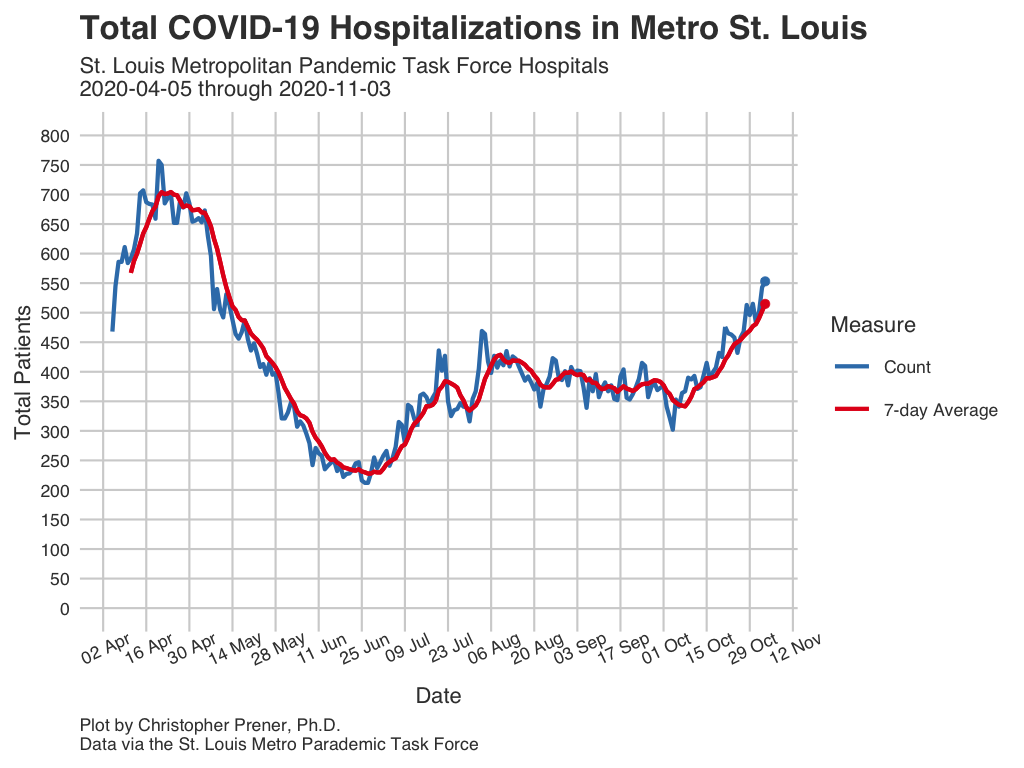 Total COVID-19 Hospitalizations in Metro St. Louis
St. Louis Metropolitan Pandemic Task Force Hospitals
2020-04-05 through 2020-11-03
Total Patients
800
750
700
650
600
550
500
450
400
350
300
250
200
150
100
50
0
02 Apr
16 Apr
30 Apr
14 May
28 May
11 Jun
25 Jun
09 Jul
23 Jul
06 Aug
20 Aug
03 Sep
17 Sep
01 Oct
15 Oct
29 Oct
12 Nov
Date
Measure
Count
7-day Average
Plot by Christopher Prener, Ph.D.
Data via the St. Louis Metro Parademic Task Force